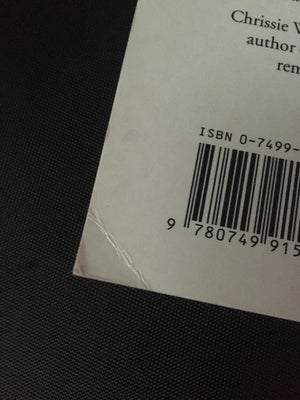 Chrissie W
author
rem
ISBN 0-7499-
9 780749 915